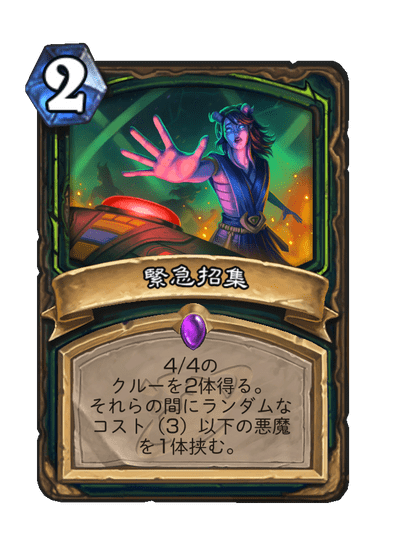 2
緊急招集
4/4の
クルーを2体得る。
それらの間にランダムな
コスト（3）以下の悪魔
を1体挟む。